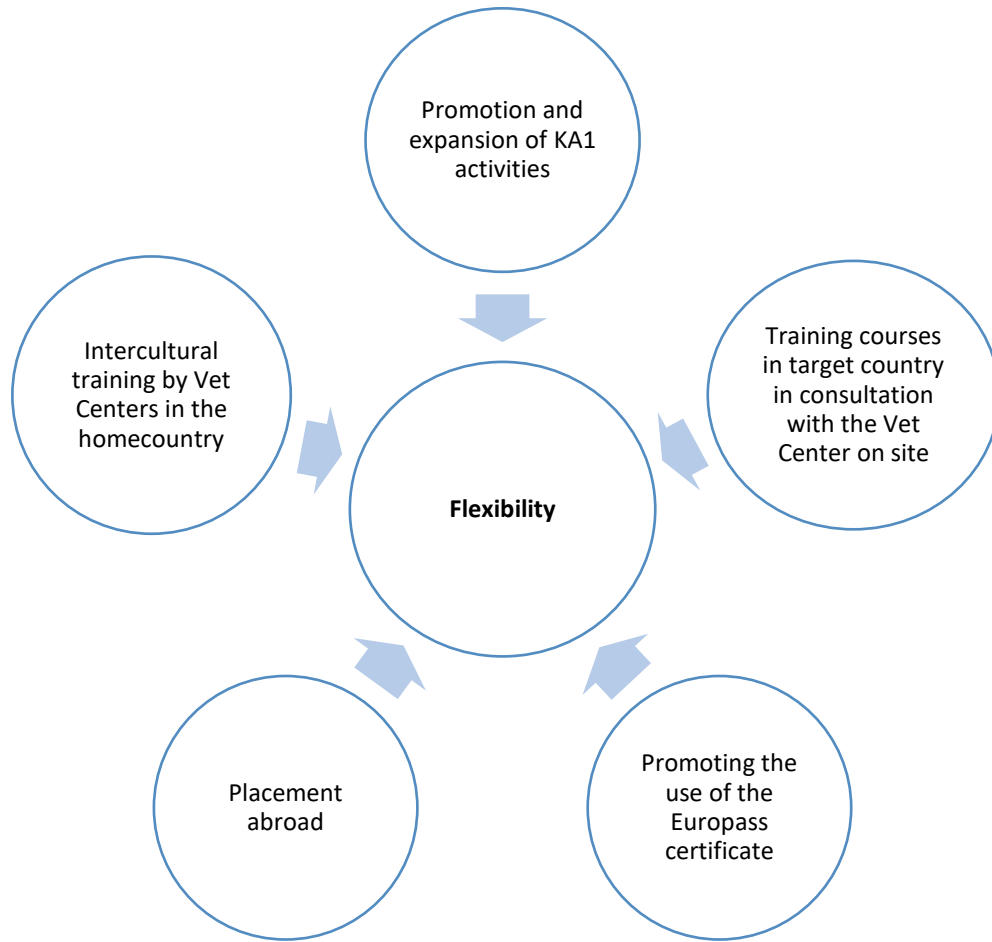 Promotion and
expansion of KA1
activities
Intercultural
training by Vet
Centers in the
homecountry
Training courses
in target country
in consultation
with the Vet
Center on site
Flexibility
Placement
abroad
Promoting the
use of the
Europass
certificate